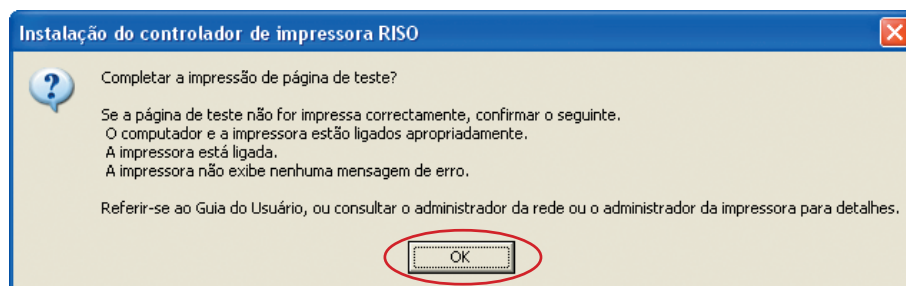 Instalação do controlador de impressora RISO
Completar a impressão de página de teste?
Se a página de teste não for impressa correctamente, confirmar o seguinte.
O computador e a impressora estão ligados apropriadamente.
A impressora está ligada.
A impressora não exibe nenhuma mensagem de erro.
Referir-se ao Guia do Usuário, ou consultar o administrador da rede ou o administrador da impressora para detalhes.
OK